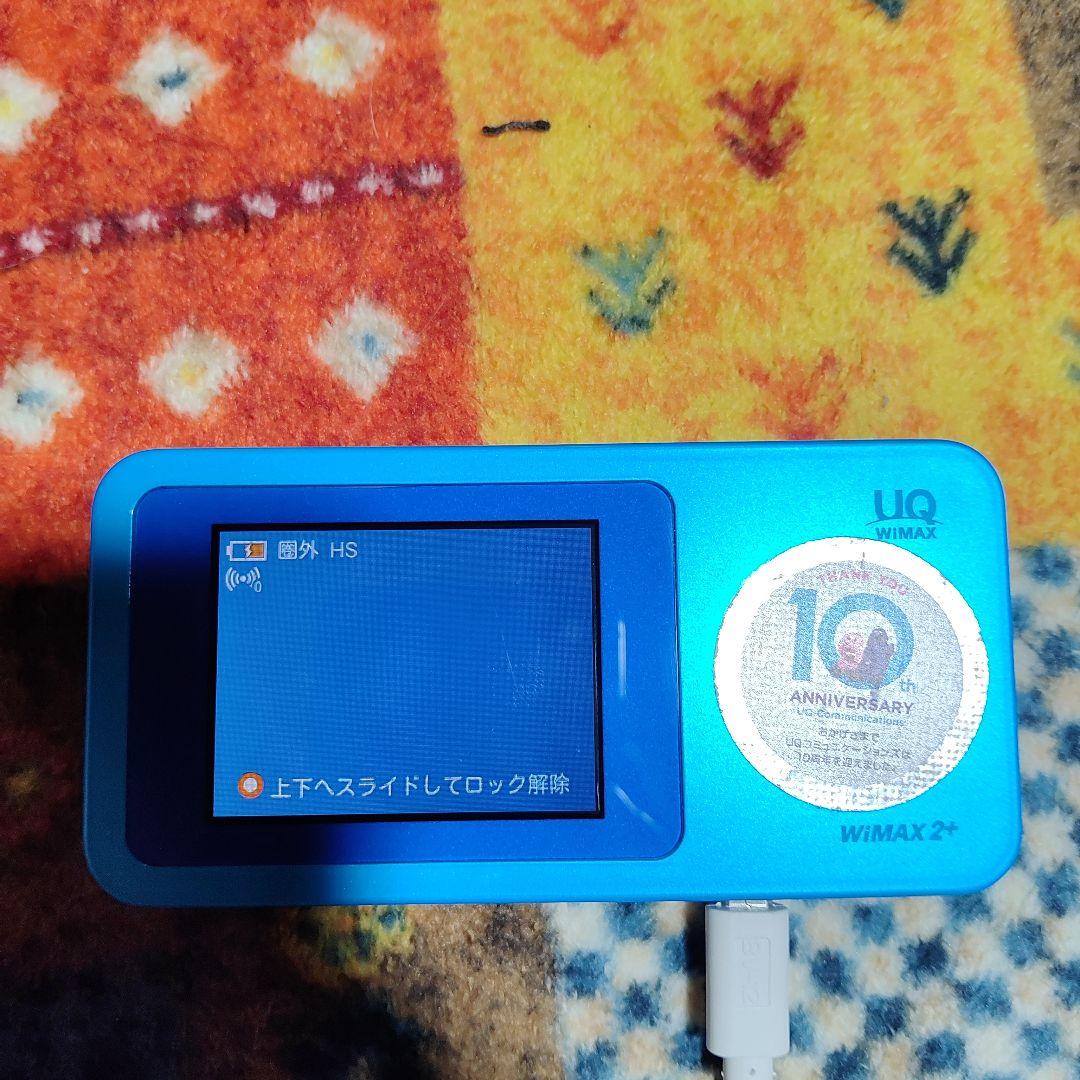 圏外 HS
0
上下へスライドしてロック解除
UQ
WiMAX
THANK YOU
10th
ANNIVERSARY
UQ Communications
おかげさまで
UQコミュニケーションズは
10周年を迎えました。
WiMAX 2+